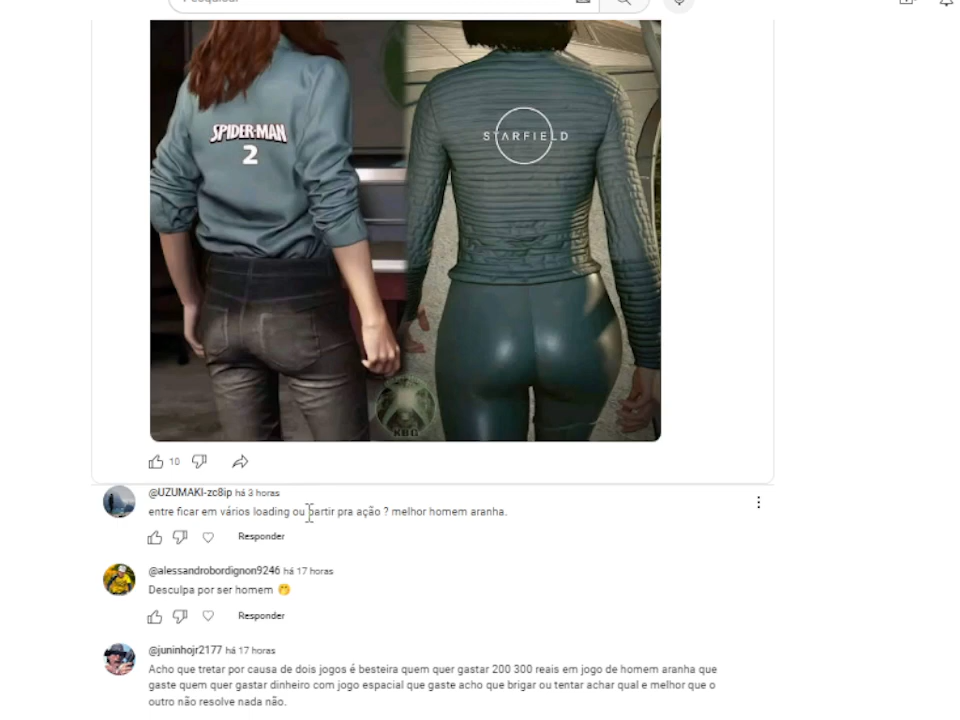 SPIDER-MAN
2
STARFIELD
KBG
10
@UZUMAKI-zc8ip há 3 horas
entre ficar em vários loading ou partir pra ação ? melhor homem aranha.
Responder
@alessandrobordignon9246 há 17 horas
Desculpa por ser homem 🤭
Responder
@juninhojr2177 há 17 horas
Acho que tretar por causa de dois jogos é besteira quem quer gastar 200 300 reais em jogo de homem aranha que
gaste quem quer gastar dinheiro com jogo espacial que gaste acho que brigar ou tentar achar qual e melhor que o
outro não resolve nada não.